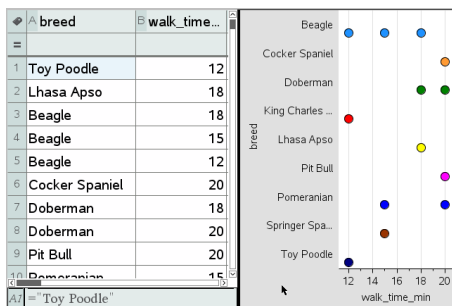 A breed B walk_time...
=
1 Toy Poodle 12
2 Lhasa Apso 18
3 Beagle 18
4 Beagle 15
5 Beagle 12
6 Cocker Spaniel 20
7 Doberman 18
8 Doberman 20
9 Pit Bull 20
10 Pomeranian 15
A1 ="Toy Poodle"
breed
Beagle
Cocker Spaniel
Doberman
King Charles ...
Lhasa Apso
Pit Bull
Pomeranian
Springer Spa...
Toy Poodle
12 14 16 18 20
walk_time_min